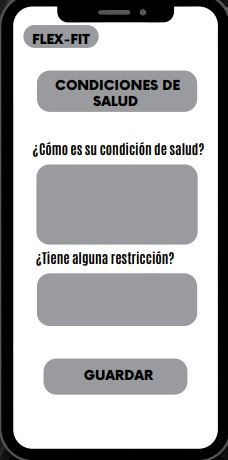 FLEX-FIT
CONDICIONES DE
SALUD
¿Cómo es su condición de salud?
¿Tiene alguna restricción?
GUARDAR